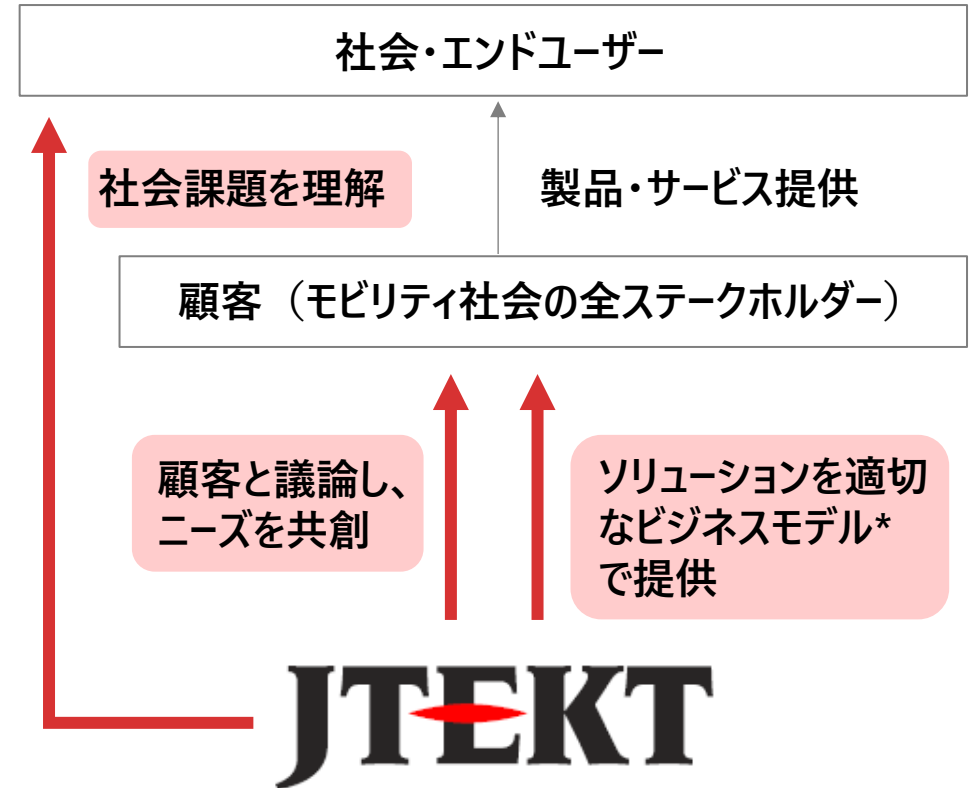 社会・エンドユーザー
社会課題を理解
製品・サービス提供
顧客（モビリティ社会の全ステークホルダー）
顧客と議論し、
ニーズを共創
ソリューションを適切
なビジネスモデル*
で提供
JTEKT